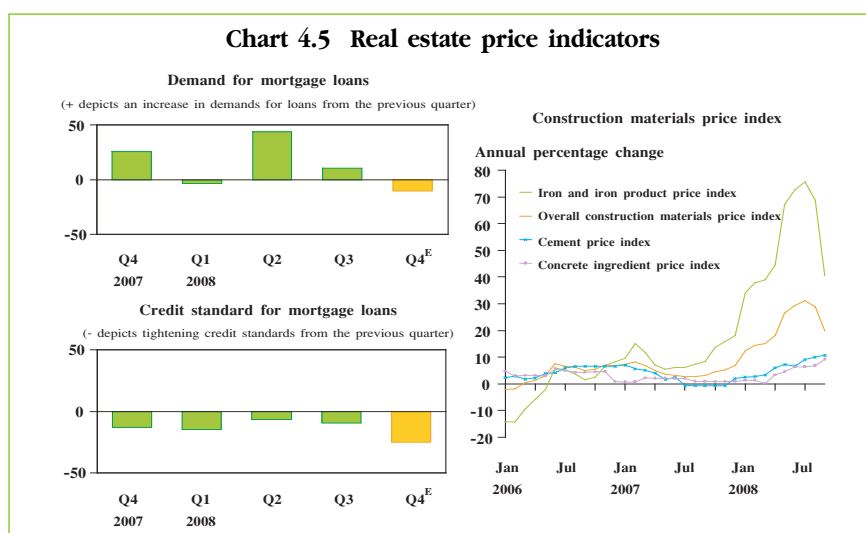 Chart 4.5 Real estate price indicators
Demand for mortgage loans
(+ depicts an increase in demands for loans from the previous quarter)
50
0
-50
Q4 Q1 Q2 Q3 Q4E
2007 2008
Credit standard for mortgage loans
(- depicts tightening credit standards from the previous quarter)
50
0
-50
Q4 Q1 Q2 Q3 Q4E
2007 2008
Construction materials price index
Annual percentage change
80
70
60
50
40
30
20
10
0
-10
-20
Iron and iron product price index
Overall construction materials price index
Cement price index
Concrete ingredient price index
Jan Jul Jan Jul Jan Jul
2006 2007 2008